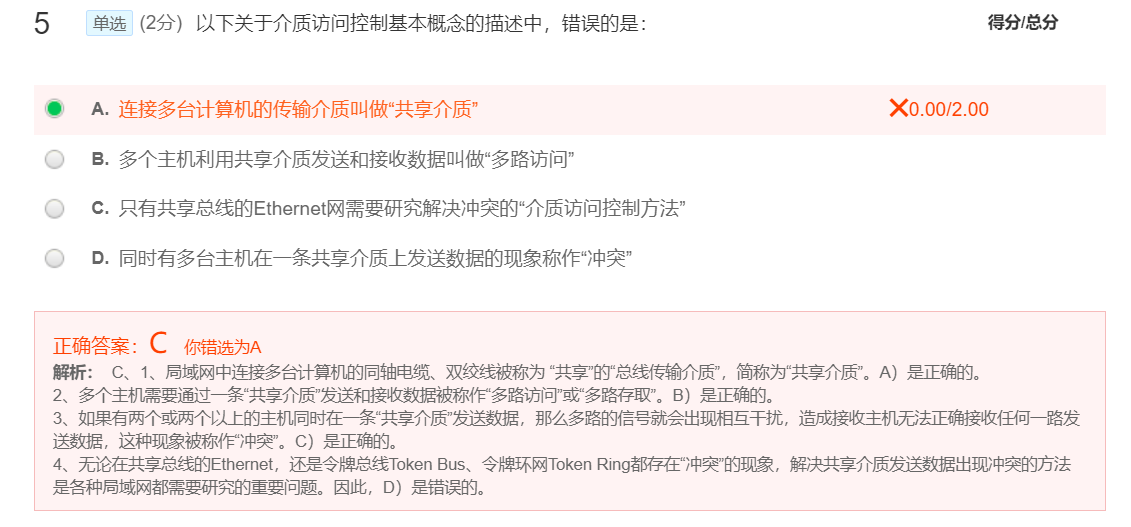 5 单选 (2分) 以下关于介质访问控制基本概念的描述中，错误的是： 得分/总分
A. 连接多台计算机的传输介质叫做“共享介质” ✕0.00/2.00
B. 多个主机利用共享介质发送和接收数据叫做“多路访问”
C. 只有共享总线的Ethernet网需要研究解决冲突的“介质访问控制方法”
D. 同时有多台主机在一条共享介质上发送数据的现象称作“冲突”
正确答案：C 你错选为A
解析： C、1、局域网中连接多台计算机的同轴电缆、双绞线被称为 “共享”的“总线传输介质”，简称为“共享介质”。A）是正确的。
2、多个主机需要通过一条“共享介质”发送和接收数据被称作“多路访问”或“多路存取”。B）是正确的。
3、如果有两个或两个以上的主机同时在一条“共享介质”发送数据，那么多路的信号就会出现相互干扰，造成接收主机无法正确接收任何一路发
送数据，这种现象被称作“冲突”。C）是正确的。
4、无论在共享总线的Ethernet，还是令牌总线Token Bus、令牌环网Token Ring都存在“冲突”的现象，解决共享介质发送数据出现冲突的方法
是各种局域网都需要研究的重要问题。因此，D）是错误的。